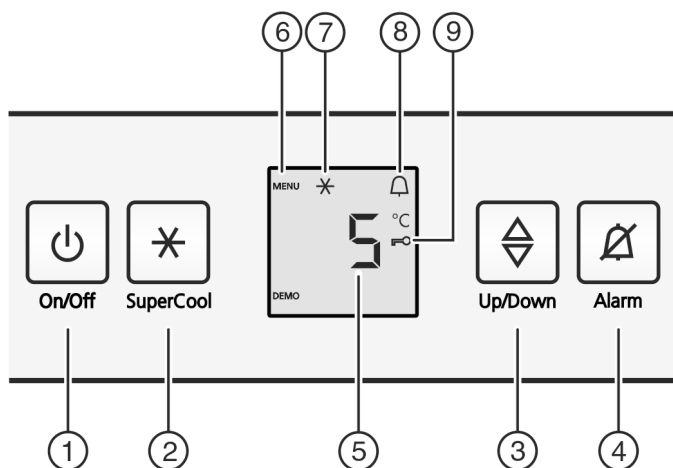 6 7 8 9
MENU
°C
5
DEMO
On/Off SuperCool Up/Down Alarm
1 2 5 3 4